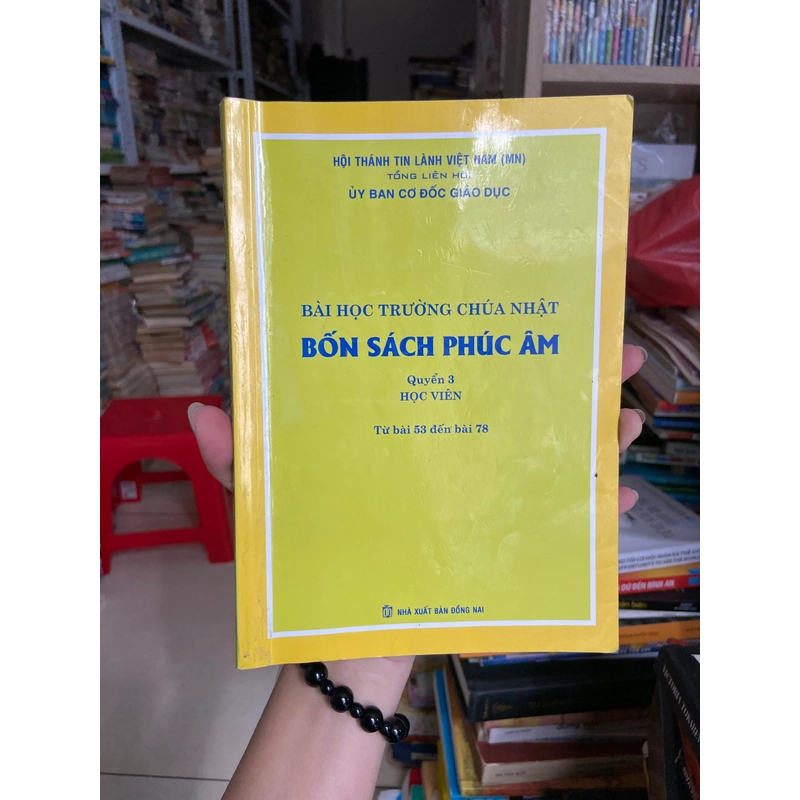 HỘI THÁNH TIN LÀNH VIỆT NAM (MN)
TỔNG LIÊN HỘI
ỦY BAN CƠ ĐỐC GIÁO DỤC
BÀI HỌC TRƯỜNG CHÚA NHẬT
BỐN SÁCH PHÚC ÂM
Quyển 3
HỌC VIÊN
Từ bài 53 đến bài 78
NHÀ XUẤT BẢN ĐỒNG NAI